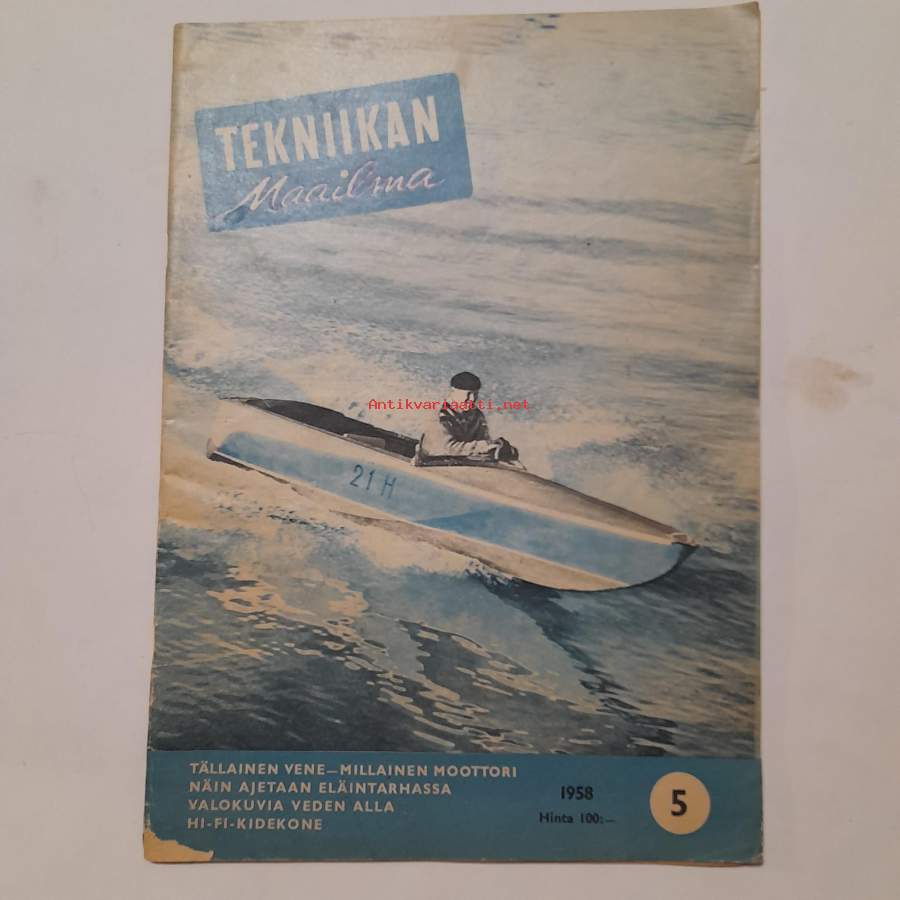 TEKNIIKAN
Maailma
Antikvariaatti.net
21 H
TÄLLAINEN VENE—MILLAINEN MOOTTORI
NÄIN AJETAAN ELÄINTARHASSA
VALOKUVIA VEDEN ALLA
HI-FI-KIDEKONE
1958
Hinta 100:—
5